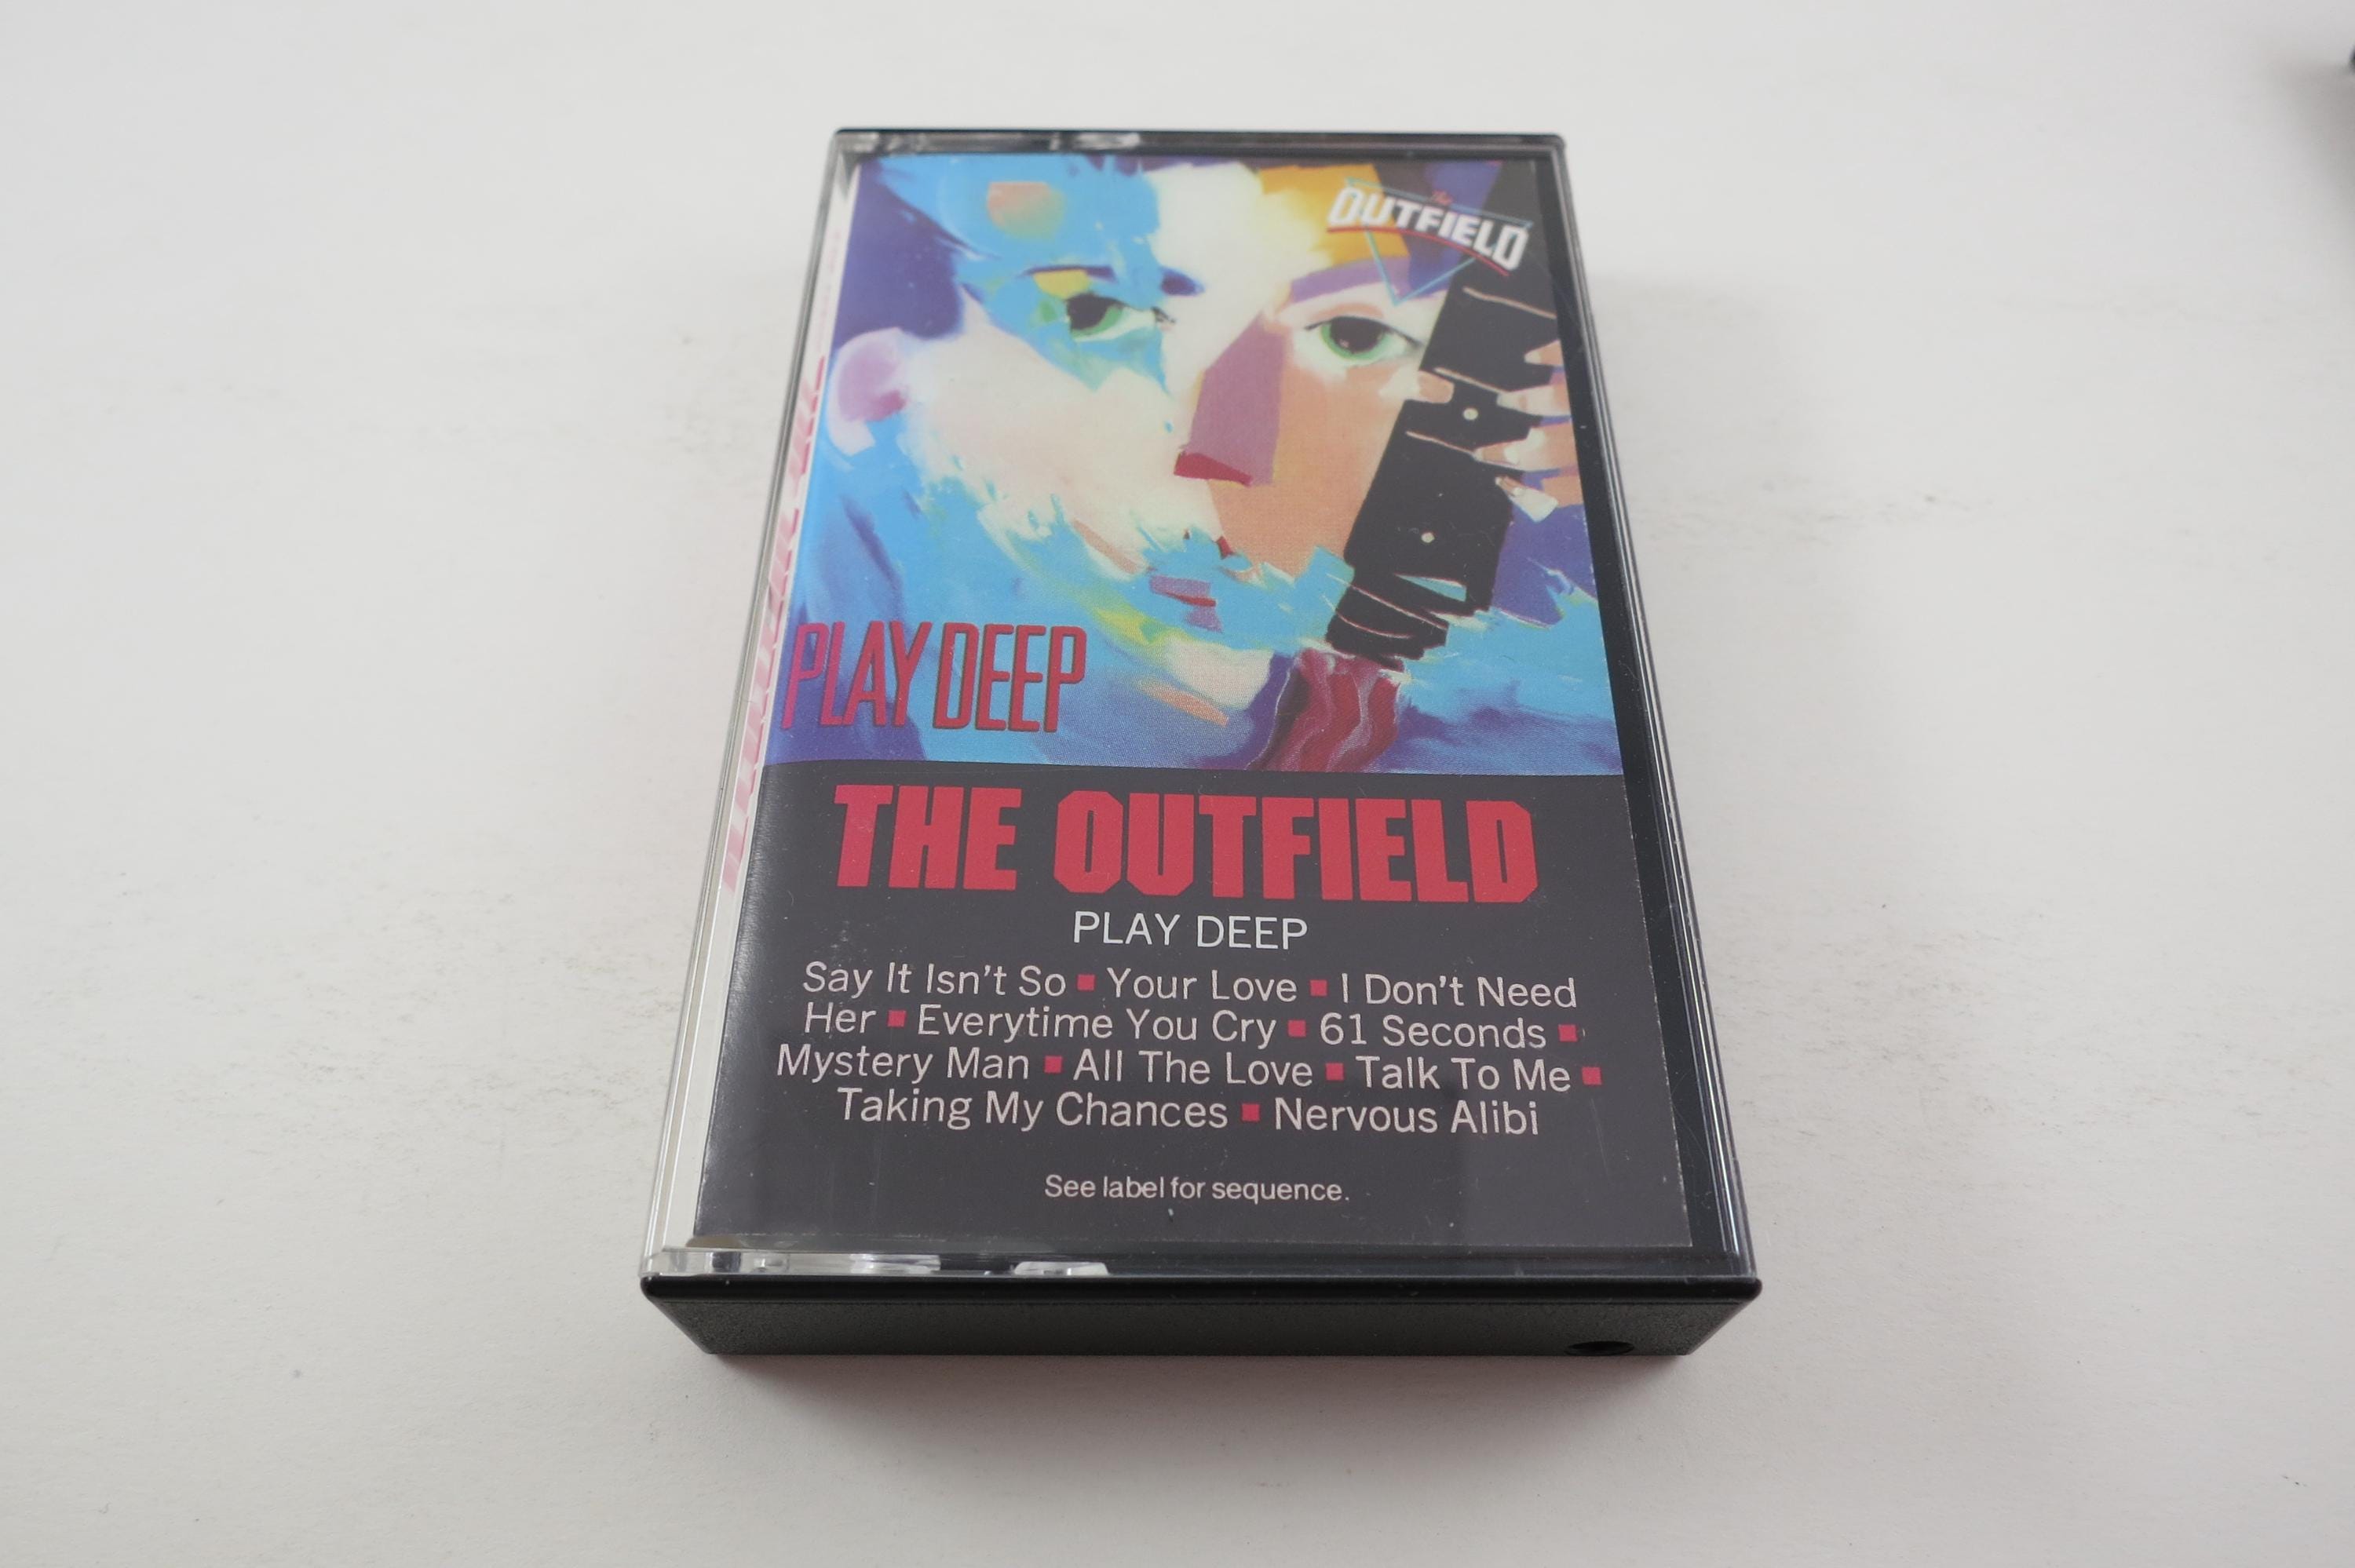 the
OUTFIELD
PLAY DEEP
THE OUTFIELD
PLAY DEEP
Say It Isn't So ▪ Your Love ▪ I Don't Need
Her ▪ Everytime You Cry ▪ 61 Seconds ▪
Mystery Man ▪ All The Love ▪ Talk To Me ▪
Taking My Chances ▪ Nervous Alibi
See label for sequence.